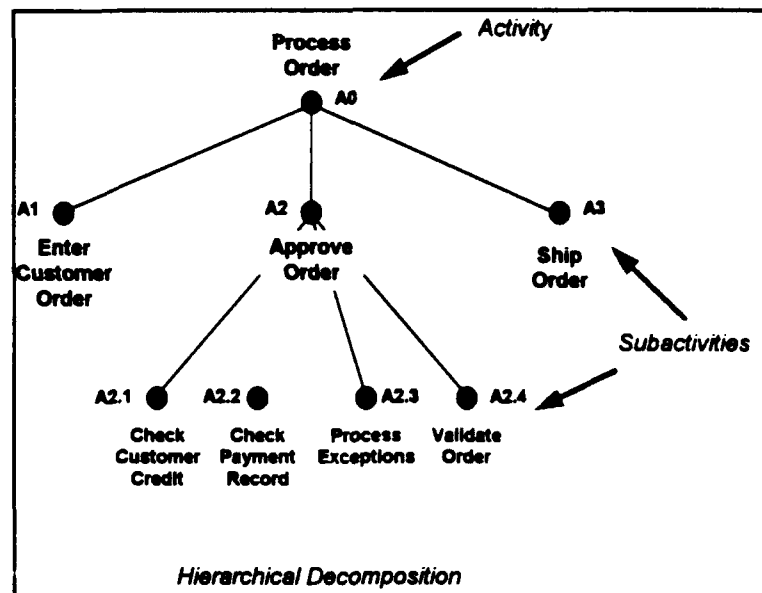 Activity
Process
Order
A0
A1
A2
A3
Enter
Customer
Order
Approve
Order
Ship
Order
Subactivities
A2.1
A2.2
A2.3
A2.4
Check
Customer
Credit
Check
Payment
Record
Process
Exceptions
Validate
Order
Hierarchical Decomposition